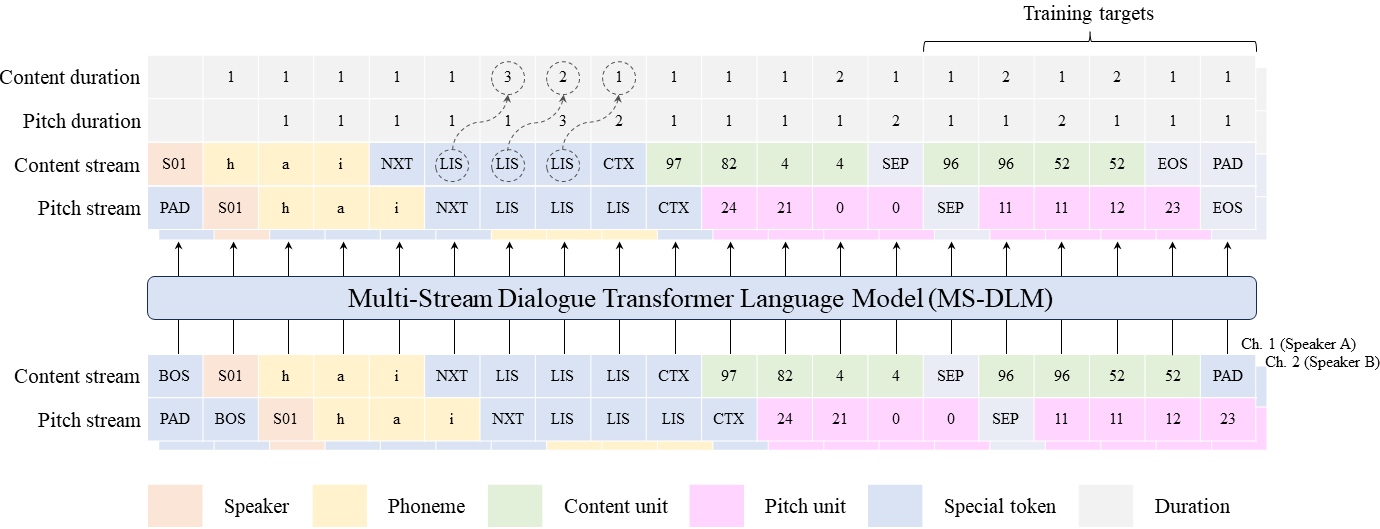 Training targets
Content duration 1 1 1 1 1 3 2 1 1 1 1 2 1 1 2 1 2 1 1
Pitch duration 1 1 1 1 1 3 2 1 1 1 1 2 1 1 2 1 1 1
Content stream S01 h a i NXT LIS LIS LIS CTX 97 82 4 4 SEP 96 96 52 52 EOS PAD
Pitch stream PAD S01 h a i NXT LIS LIS LIS CTX 24 21 0 0 SEP 11 11 12 23 EOS
Multi-Stream Dialogue Transformer Language Model (MS-DLM)
Ch. 1 (Speaker A)
Ch. 2 (Speaker B)
Content stream BOS S01 h a i NXT LIS LIS LIS CTX 97 82 4 4 SEP 96 96 52 52 PAD
Pitch stream PAD BOS S01 h a i NXT LIS LIS LIS CTX 24 21 0 0 SEP 11 11 12 23
Speaker Phoneme Content unit Pitch unit Special token Duration